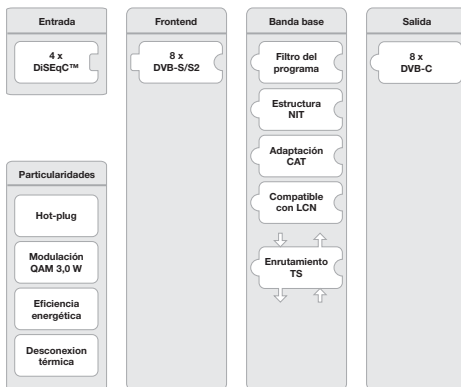 Entrada
4 x
DiSEqC™
Particularidades
Hot-plug
Modulación
QAM 3,0 W
Eficiencia
energética
Desconexion
térmica
Frontend
8 x
DVB-S/S2
Banda base
Filtro del
programa
Estructura
NIT
Adaptación
CAT
Compatible
con LCN
Enrutamiento
TS
Salida
8 x
DVB-C